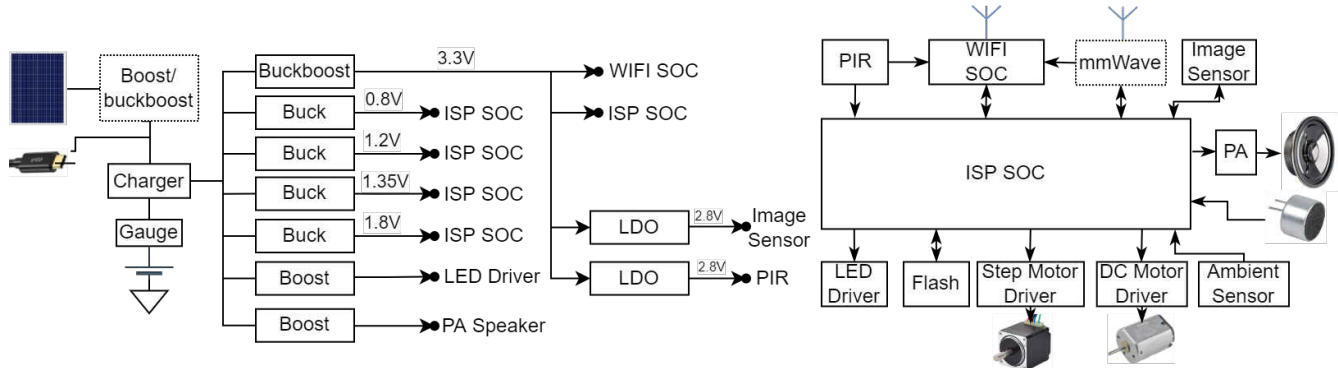 Boost/
buckboost
Charger
Gauge
Buckboost
3.3V
WIFI SOC
ISP SOC
Buck
0.8V
ISP SOC
Buck
1.2V
ISP SOC
Buck
1.35V
ISP SOC
Buck
1.8V
ISP SOC
Boost
LED Driver
Boost
PA Speaker
LDO
2.8V
Image
Sensor
LDO
2.8V
PIR
PIR
WIFI
SOC
mmWave
Image
Sensor
ISP SOC
PA
LED
Driver
Flash
Step Motor
Driver
DC Motor
Driver
Ambient
Sensor